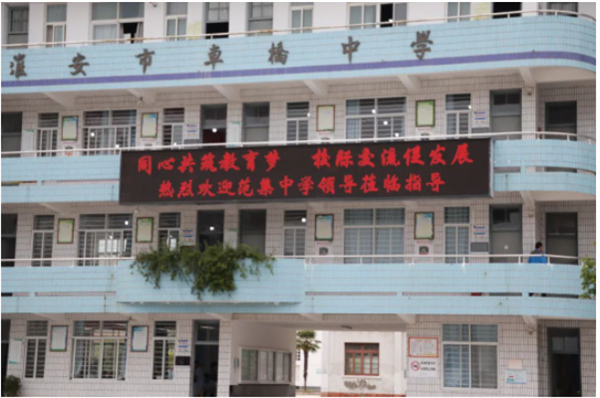 淮安市车桥中学
同心共筑教育梦 校际交流促发展
热烈欢迎范集中学领导莅临指导